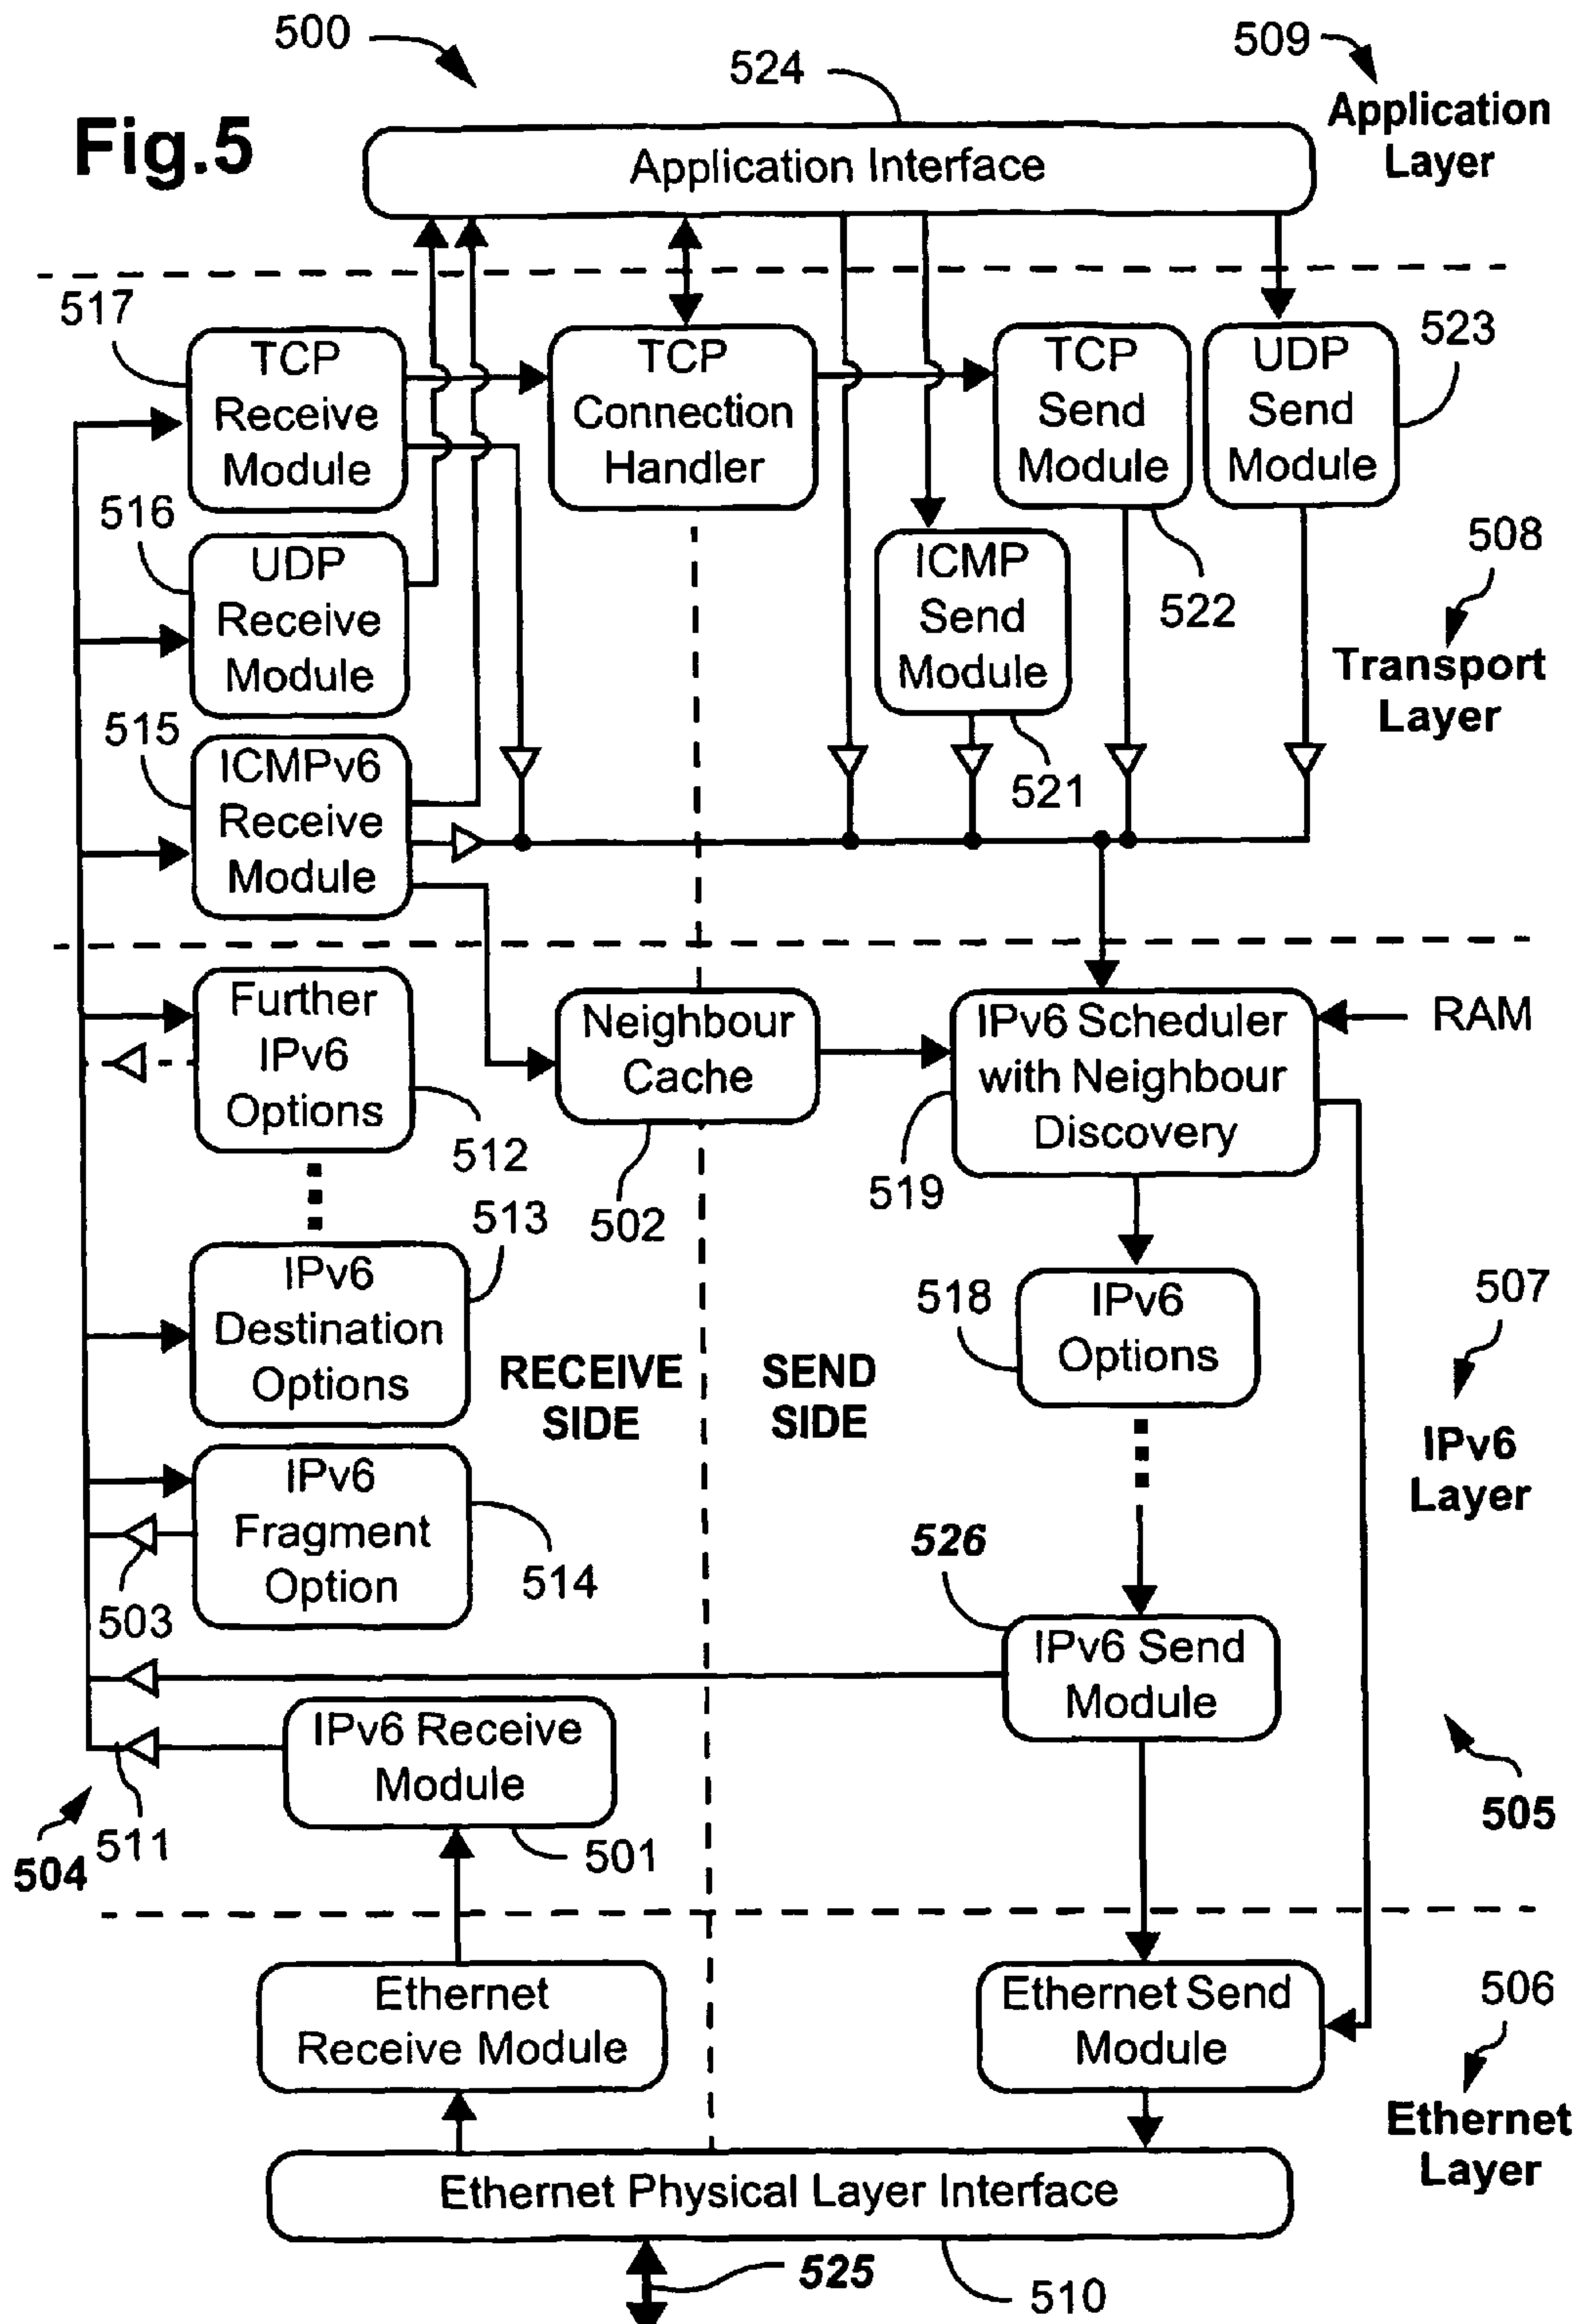 500
509
524
Application
Layer
Fig.5
Application Interface
517
TCP
Receive
Module
TCP
Connection
Handler
TCP
Send
Module
UDP
Send
Module
523
516
UDP
Receive
Module
ICMP
Send
Module
522
508
Transport
Layer
515
ICMPv6
Receive
Module
521
Further
IPv6
Options
Neighbour
Cache
IPv6 Scheduler
with Neighbour
Discovery
RAM
512
502
519
513
IPv6
Destination
Options
518
IPv6
Options
507
RECEIVE
SIDE
SEND
SIDE
IPv6
Layer
IPv6
Fragment
Option
514
503
526
IPv6 Send
Module
IPv6 Receive
Module
504
511
501
505
Ethernet
Receive Module
Ethernet Send
Module
506
Ethernet
Layer
Ethernet Physical Layer Interface
525
510